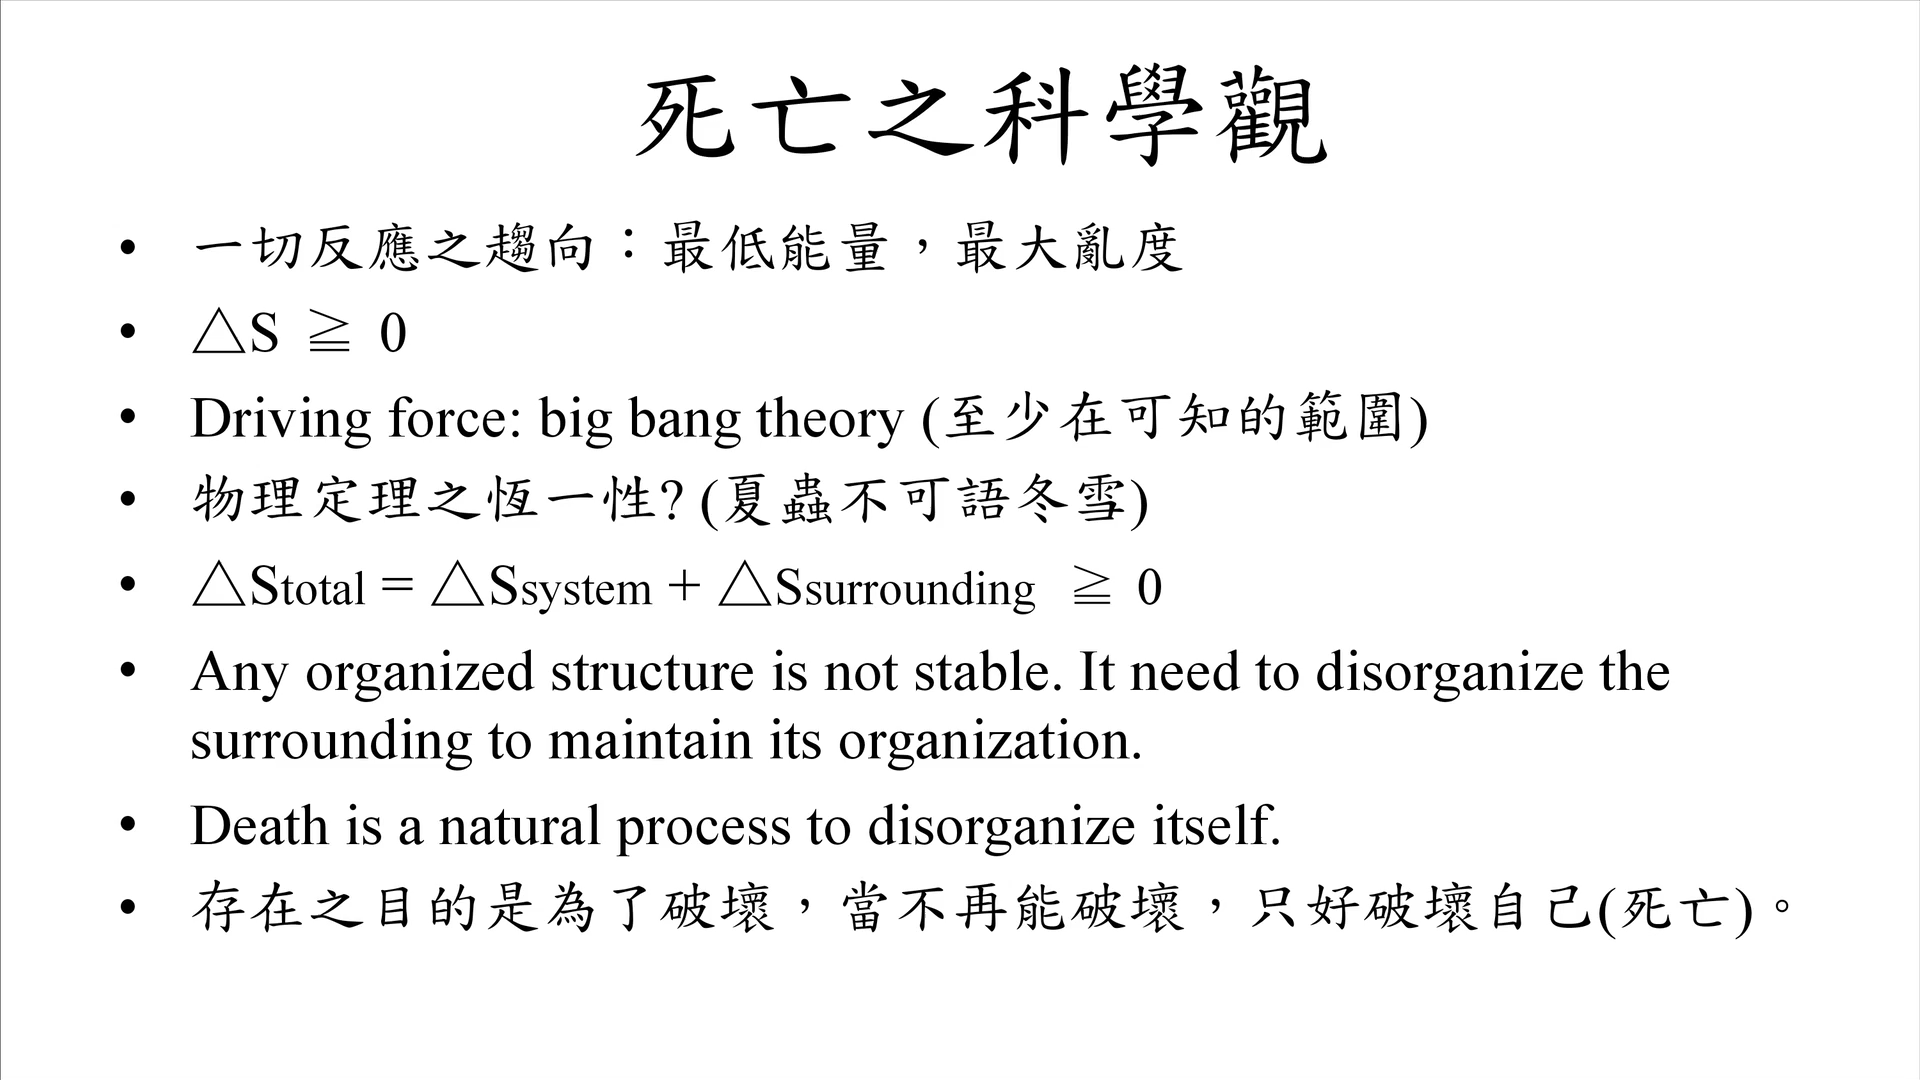 死亡之科學觀
• 一切反應之趨向：最低能量，最大亂度
• △S ≧ 0
• Driving force: big bang theory (至少在可知的範圍)
• 物理定理之恆一性? (夏蟲不可語冬雪)
• △Stotal = △Ssystem + △Ssurrounding ≧ 0
• Any organized structure is not stable. It need to disorganize the
surrounding to maintain its organization.
• Death is a natural process to disorganize itself.
• 存在之目的是為了破壞，當不再能破壞，只好破壞自己(死亡)。